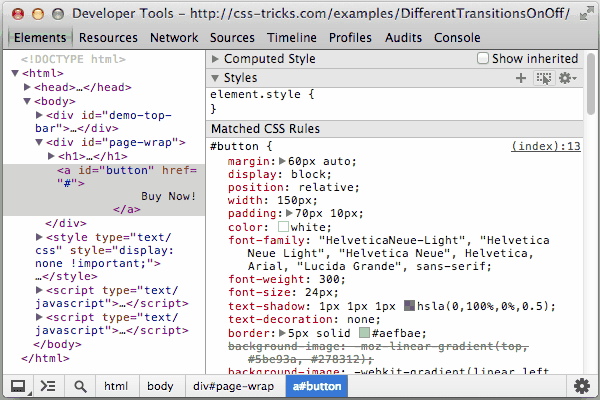 Developer Tools - http://css-tricks.com/examples/DifferentTransitionsOnOff/
Elements Resources Network Sources Timeline Profiles Audits Console
<!DOCTYPE html>
▼<html>
▶<head>…</head>
▼<body>
▶<div id="demo-top-
bar">…</div>
▼<div id="page-wrap">
▶<h1>…</h1>
<a id="button" href=
"#">
Buy Now!
</a>
</div>
▶<style type="text/
css" style="display:
none !important;">
…</style>
▶<script type="text/
javascript">…</script>
▶<script type="text/
javascript">…</script>
</body>
</html>
▶ Computed Style Show inherited
▼ Styles
element.style {
}
Matched CSS Rules
#button { (index):13
margin:▶60px auto;
display: block;
position: relative;
width: 150px;
padding:▶70px 10px;
color: white;
font-family: "HelveticaNeue-Light", "Helvetica
Neue Light", "Helvetica Neue", Helvetica,
Arial, "Lucida Grande", sans-serif;
font-weight: 300;
font-size: 24px;
text-shadow: 1px 1px 1px hsla(0,100%,0%,0.5);
text-decoration: none;
border:▶5px solid #aefbae;
background-image: -moz-linear-gradient(top,
#5be93a, #278312);
background-image: -webkit-gradient(linear,left
html body div#page-wrap a#button